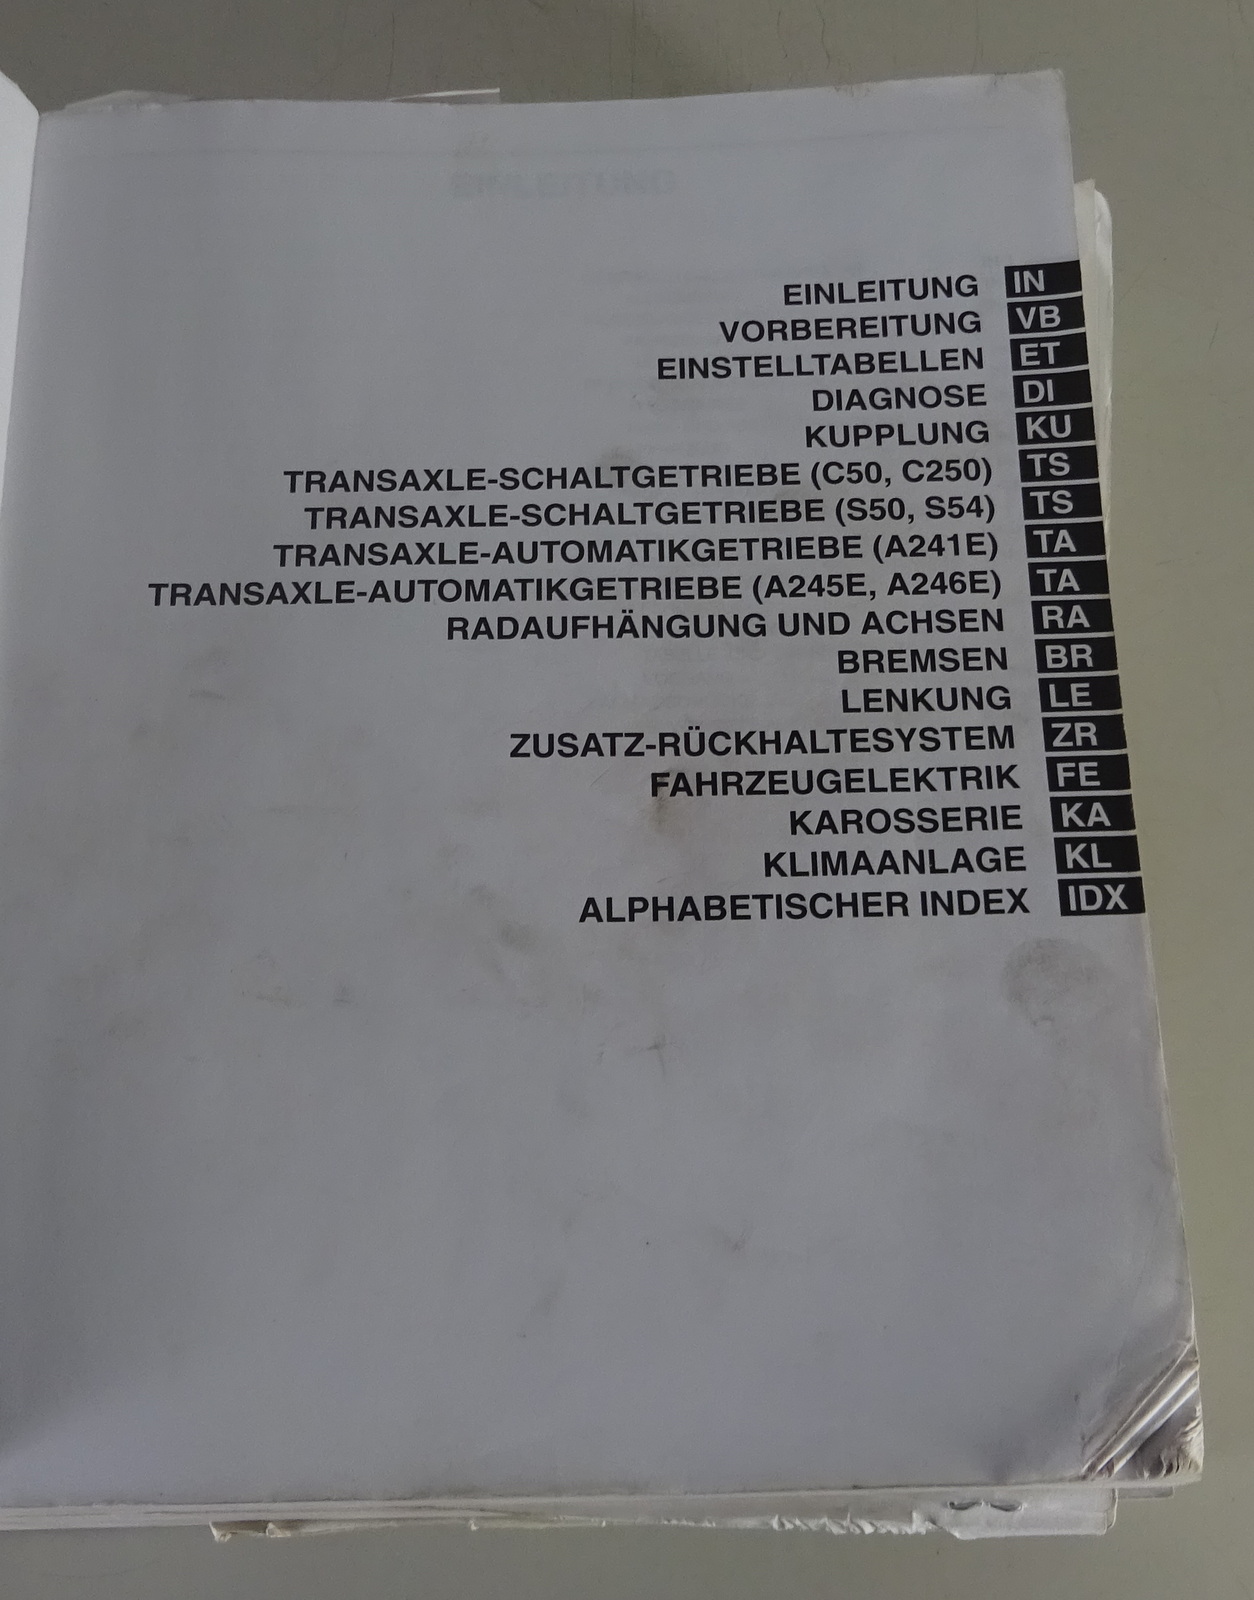 EINLEITUNG
EINLEITUNG IN
VORBEREITUNG VB
EINSTELLTABELLEN ET
DIAGNOSE DI
KUPPLUNG KU
TRANSAXLE-SCHALTGETRIEBE (C50, C250) TS
TRANSAXLE-SCHALTGETRIEBE (S50, S54) TS
TRANSAXLE-AUTOMATIKGETRIEBE (A241E) TA
TRANSAXLE-AUTOMATIKGETRIEBE (A245E, A246E) TA
RADAUFHÄNGUNG UND ACHSEN RA
BREMSEN BR
LENKUNG LE
ZUSATZ-RÜCKHALTESYSTEM ZR
FAHRZEUGELEKTRIK FE
KAROSSERIE KA
KLIMAANLAGE KL
ALPHABETISCHER INDEX IDX